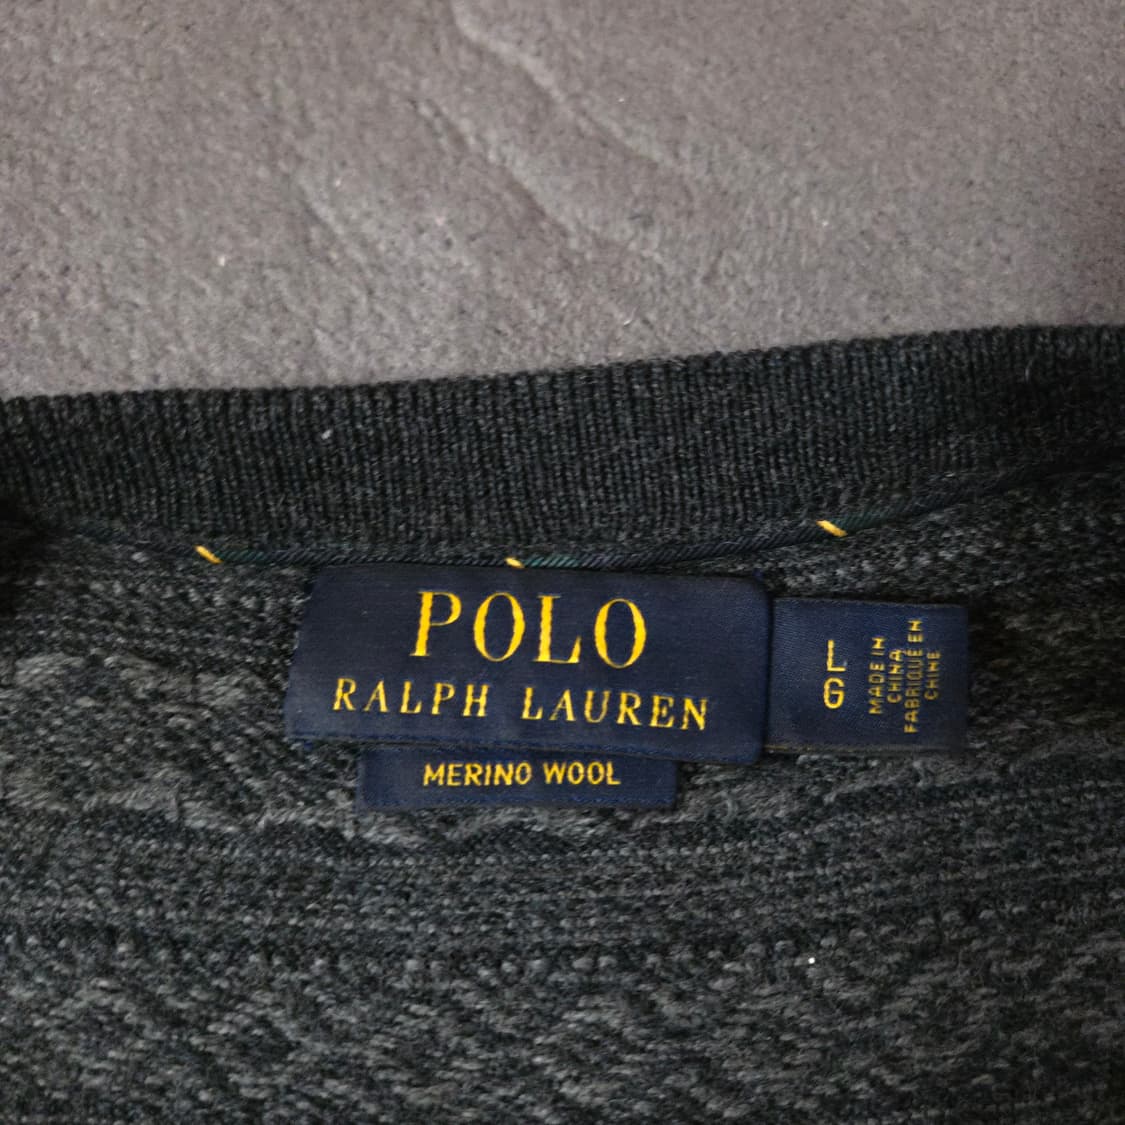 POLO
RALPH LAUREN
MERINO WOOL
L
G
MADE IN
CHINA
FABRIQUÉ EN
CHINE